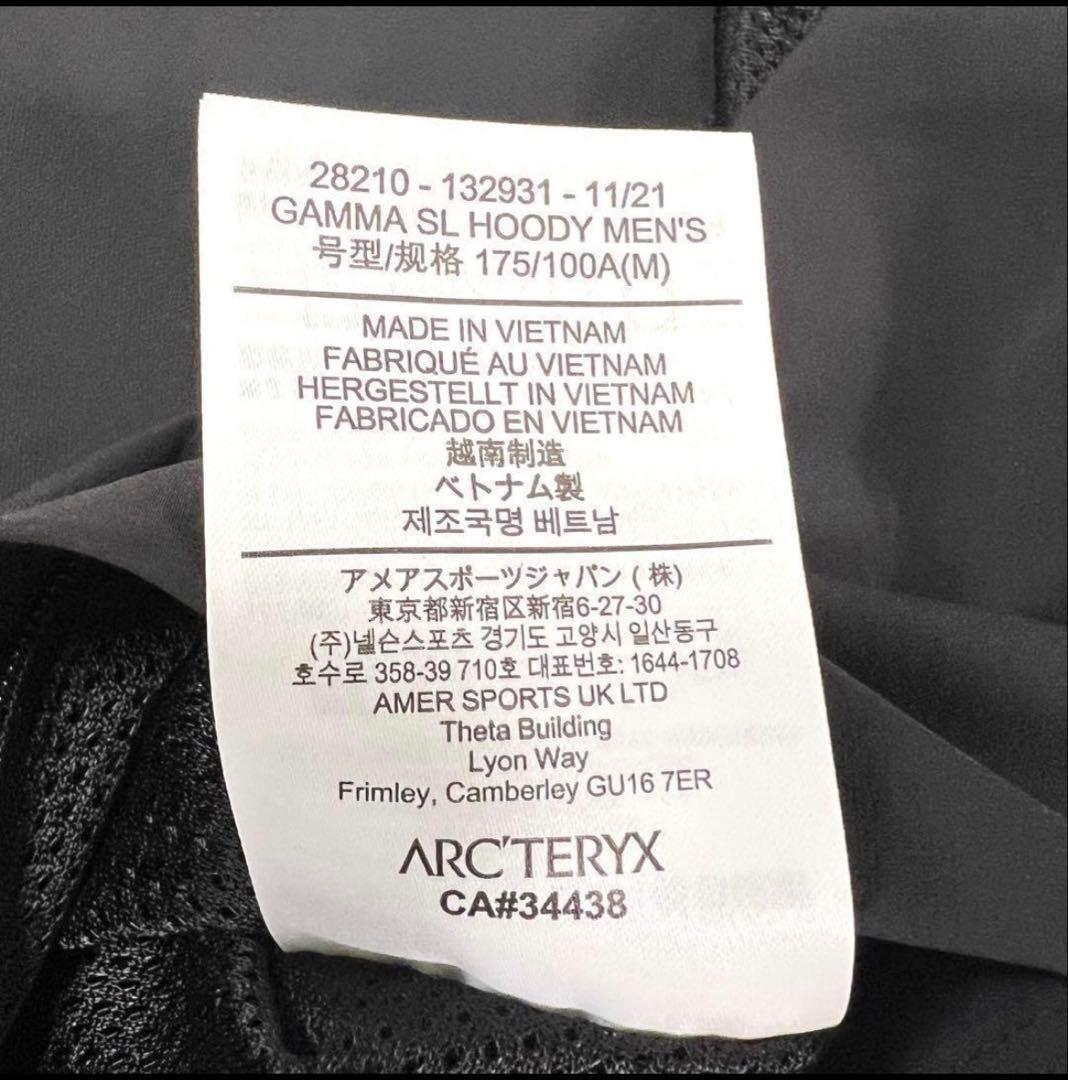 28210 - 132931 - 11/21
GAMMA SL HOODY MEN'S
号型/规格 175/100A(M)
MADE IN VIETNAM
FABRIQUÉ AU VIETNAM
HERGESTELLT IN VIETNAM
FABRICADO EN VIETNAM
越南制造
ベトナム製
제조국명 베트남
アメアスポーツジャパン ( 株)
東京都新宿区新宿6-27-30
(주)넬슨스포츠 경기도 고양시 일산동구
호수로 358-39 710호 대표번호: 1644-1708
AMER SPORTS UK LTD
Theta Building
Lyon Way
Frimley, Camberley GU16 7ER
ARC'TERYX
CA#34438